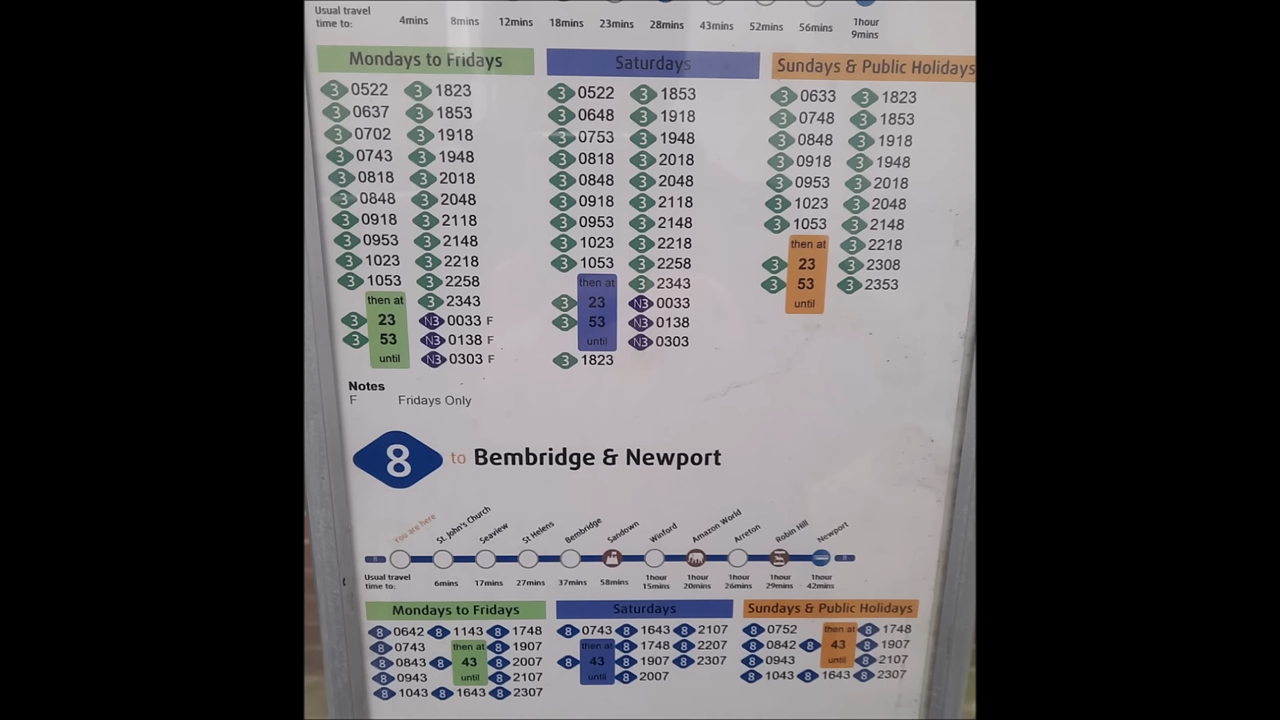 Usual travel time to: 4mins 8mins 12mins 18mins 23mins 28mins 43mins 52mins 56mins 1hour 9mins
Mondays to Fridays
3 0522 3 1823
3 0637 3 1853
3 0702 3 1918
3 0743 3 1948
3 0818 3 2018
3 0848 3 2048
3 0918 3 2118
3 0953 3 2148
3 1023 3 2218
3 1053 3 2258
then at 3 2343
3 23 N3 0033 F
3 53 N3 0138 F
until N3 0303 F
Saturdays
3 0522 3 1853
3 0648 3 1918
3 0753 3 1948
3 0818 3 2018
3 0848 3 2048
3 0918 3 2118
3 0953 3 2148
3 1023 3 2218
3 1053 3 2258
then at 3 2343
3 23 N3 0033
3 53 N3 0138
until N3 0303
3 1823
Sundays & Public Holidays
3 0633 3 1823
3 0748 3 1853
3 0848 3 1918
3 0918 3 1948
3 0953 3 2018
3 1023 3 2048
3 1053 3 2148
then at 3 2218
3 23 3 2308
3 53 3 2353
until
Notes
F Fridays Only
8 to Bembridge & Newport
You are here St. John's Church Seaview St Helens Bembridge Sandown Winford Amazon World Arreton Robin Hill Newport
8 8
Usual travel time to: 6mins 17mins 27mins 37mins 58mins 1hour 15mins 1hour 20mins 1hour 26mins 1hour 29mins 1hour 42mins
Mondays to Fridays
8 0642 8 1143 8 1748
8 0743 then at 8 1907
8 0843 8 43 8 2007
8 0943 until 8 2107
8 1043 8 1643 8 2307
Saturdays
8 0743 8 1643 8 2107
then at 8 1748 8 2207
8 43 8 1907 8 2307
until 8 2007
Sundays & Public Holidays
8 0752 then at 8 1748
8 0842 8 43 8 1907
8 0943 until 8 2107
8 1043 8 1643 8 2307